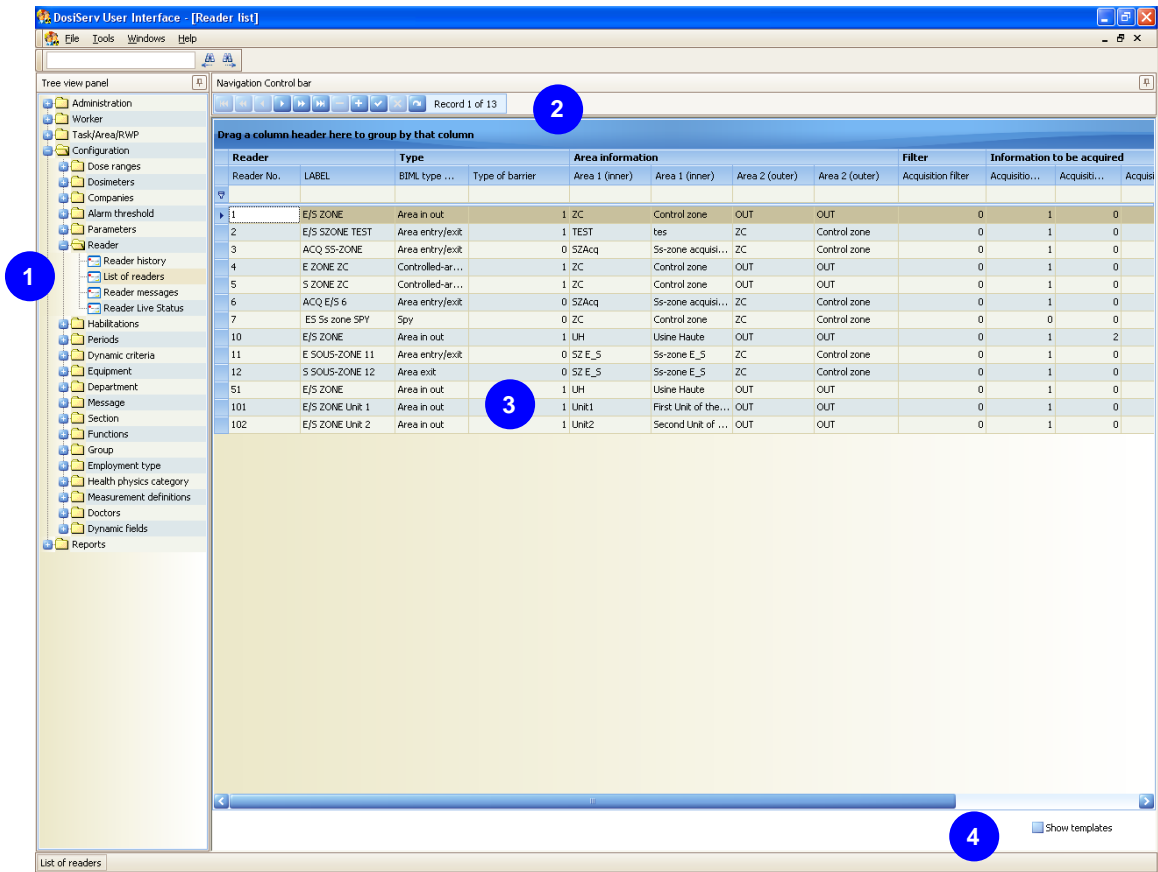 DosiServ User Interface - [Reader list]
File Tools Windows Help
Tree view panel
Navigation Control bar
Record 1 of 13
2
Drag a column header here to group by that column
Administration
Worker
Task/Area/RWP
Configuration
Dose ranges
Dosimeters
Companies
Alarm threshold
Parameters
Reader
Reader history
1
List of readers
Reader messages
Reader Live Status
Habilitations
Periods
Dynamic criteria
Equipment
Department
Message
Section
Functions
Group
Employment type
Health physics category
Measurement definitions
Doctors
Dynamic fields
Reports
Reader Type Area information Filter Information to be acquired
Reader No. LABEL BIML type ... Type of barrier Area 1 (inner) Area 1 (inner) Area 2 (outer) Area 2 (outer) Acquisition filter Acquisitio... Acquisiti... Acquisi
1 E/S ZONE Area in out 1 ZC Control zone OUT OUT 0 1 0
2 E/S SZONE TEST Area entry/exit 1 TEST tes ZC Control zone 0 1 0
3 ACQ SS-ZONE Area entry/exit 0 SZAcq Ss-zone acquisi... ZC Control zone 0 1 0
4 E ZONE ZC Controlled-ar... 1 ZC Control zone OUT OUT 0 1 0
5 S ZONE ZC Controlled-ar... 1 ZC Control zone OUT OUT 0 1 0
6 ACQ E/S 6 Area entry/exit 0 SZAcq Ss-zone acquisi... ZC Control zone 0 1 0
7 ES Ss zone SPY Spy 0 ZC Control zone ZC Control zone 0 0 0
10 E/S ZONE Area in out 1 UH Usine Haute OUT OUT 0 1 2
11 E SOUS-ZONE 11 Area entry/exit 0 SZ E_S Ss-zone E_S ZC Control zone 0 1 0
12 S SOUS-ZONE 12 Area exit 0 SZ E_S Ss-zone E_S ZC Control zone 0 1 0
51 E/S ZONE Area in out 1 UH Usine Haute OUT OUT 0 1 0
101 E/S ZONE Unit 1 Area in out 1 Unit1 First Unit of the... OUT OUT 0 1 0
102 E/S ZONE Unit 2 Area in out 1 Unit2 Second Unit of ... OUT OUT 0 1 0
3
4
Show templates
List of readers